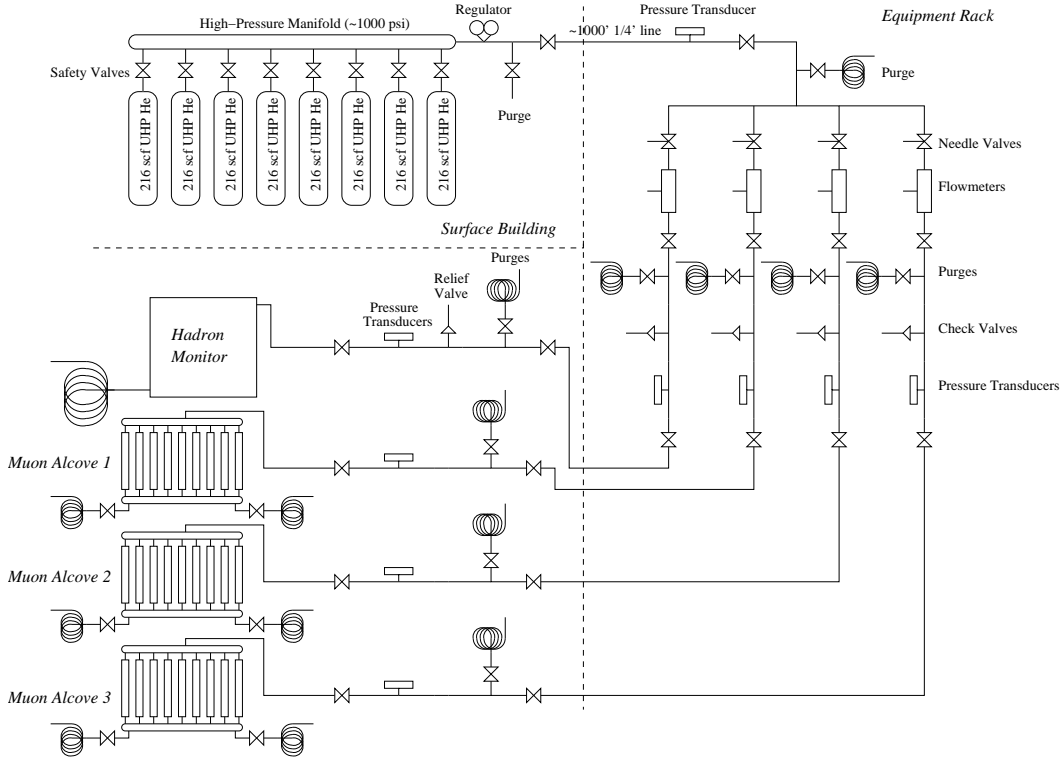 High−Pressure Manifold (~1000 psi)
Regulator
Pressure Transducer
Equipment Rack
~1000' 1/4' line
Safety Valves
Purge
Purge
216 scf UHP He
216 scf UHP He
216 scf UHP He
216 scf UHP He
216 scf UHP He
216 scf UHP He
216 scf UHP He
216 scf UHP He
Needle Valves
Flowmeters
Surface Building
Purges
Purges
Relief
Valve
Pressure
Transducers
Hadron
Monitor
Check Valves
Pressure Transducers
Muon Alcove 1
Muon Alcove 2
Muon Alcove 3